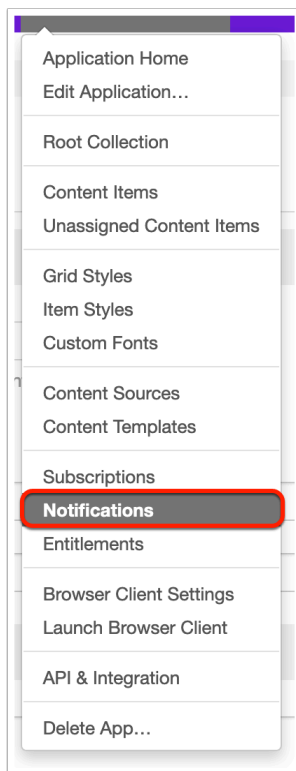 Application Home
Edit Application…
Root Collection
Content Items
Unassigned Content Items
Grid Styles
Item Styles
Custom Fonts
Content Sources
Content Templates
Subscriptions
Notifications
Entitlements
Browser Client Settings
Launch Browser Client
API & Integration
Delete App…